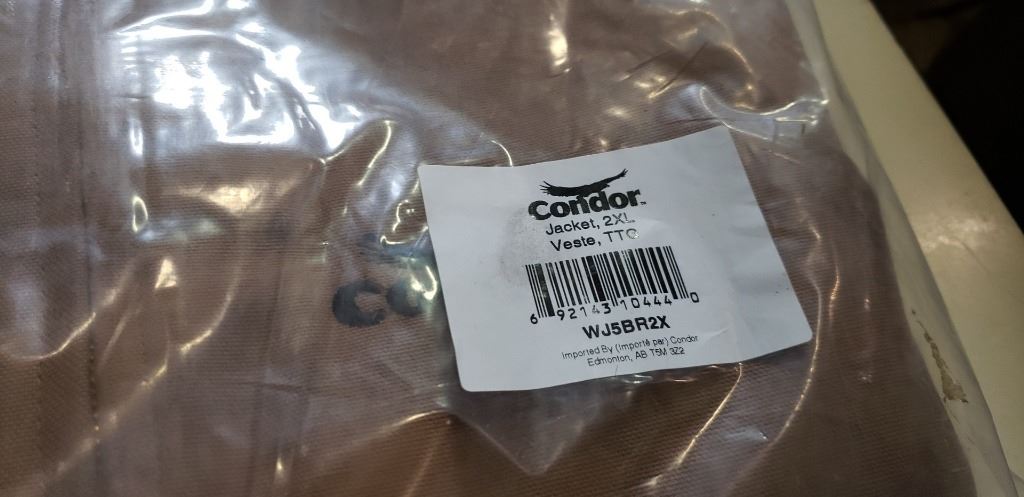 Condor
Jacket, 2XL
Veste, TTG
6 92143 10444 0
WJ5BR2X
Imported By (Importé par) Condor
Edmonton, AB T5M 3Z2